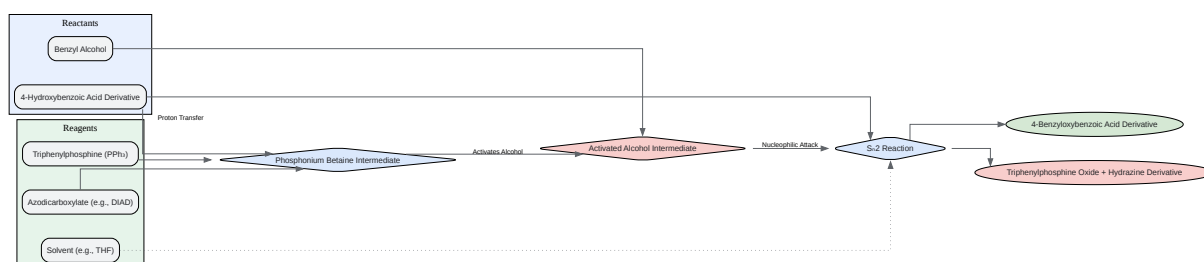 Reactants
Benzyl Alcohol
4-Hydroxybenzoic Acid Derivative
Proton Transfer
Reagents
Triphenylphosphine (PPh₃)
Phosphonium Betaine Intermediate
Activates Alcohol
Activated Alcohol Intermediate
Nucleophilic Attack
Sₙ2 Reaction
4-Benzyloxybenzoic Acid Derivative
Triphenylphosphine Oxide + Hydrazine Derivative
Azodicarboxylate (e.g., DIAD)
Solvent (e.g., THF)